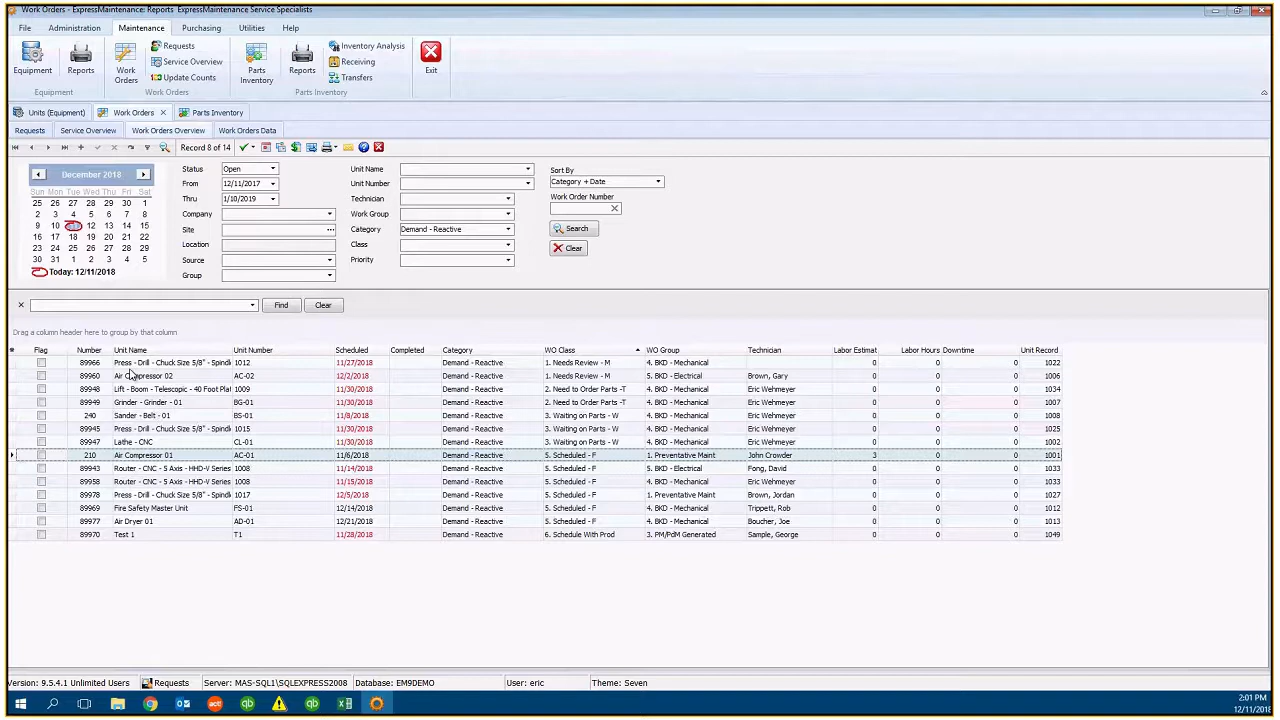 Work Orders - ExpressMaintenance: Reports ExpressMaintenance Service Specialists
File Administration Maintenance Purchasing Utilities Help
Requests Inventory Analysis
Service Overview Receiving
Update Counts Transfers
Equipment Reports Work Orders Parts Inventory Reports Exit
Equipment Work Orders Parts Inventory
Units (Equipment) Work Orders Parts Inventory
Requests Service Overview Work Orders Overview Work Orders Data
Record 8 of 14
December 2018
Sun Mon Tue Wed Thu Fri Sat
25 26 27 28 29 30 1
2 3 4 5 6 7 8
9 10 11 12 13 14 15
16 17 18 19 20 21 22
23 24 25 26 27 28 29
30 31 1 2 3 4 5
Today: 12/11/2018
Status Open
From 12/11/2017
Thru 1/10/2019
Company
Site
Location
Source
Group
Unit Name
Unit Number
Technician
Work Group
Category Demand - Reactive
Class
Priority
Sort By
Category + Date
Work Order Number
Search
Clear
Find Clear
Drag a column header here to group by that column
Flag Number Unit Name Unit Number Scheduled Completed Category WO Class WO Group Technician Labor Estimat Labor Hours Downtime Unit Record
89966 Press - Drill - Chuck Size 5/8" - Spindl 1012 11/27/2018 Demand - Reactive 1. Needs Review - M 4. BKD - Mechanical 0 0 0 1022
89960 Air Compressor 02 AC-02 12/2/2018 Demand - Reactive 1. Needs Review - M 5. BKD - Electrical Brown, Gary 0 0 0 1006
89948 Lift - Boom - Telescopic - 40 Foot Plat 1009 11/30/2018 Demand - Reactive 2. Need to Order Parts -T 4. BKD - Mechanical Eric Wehmeyer 0 0 0 1034
89949 Grinder - Grinder - 01 BG-01 11/30/2018 Demand - Reactive 2. Need to Order Parts -T 4. BKD - Mechanical Eric Wehmeyer 0 0 0 1007
240 Sander - Belt - 01 BS-01 11/8/2018 Demand - Reactive 3. Waiting on Parts - W 4. BKD - Mechanical Eric Wehmeyer 0 0 0 1008
89945 Press - Drill - Chuck Size 5/8" - Spindl 1015 11/30/2018 Demand - Reactive 3. Waiting on Parts - W 4. BKD - Mechanical Eric Wehmeyer 0 0 0 1025
89947 Lathe - CNC CL-01 11/30/2018 Demand - Reactive 3. Waiting on Parts - W 4. BKD - Mechanical Eric Wehmeyer 0 0 0 1002
210 Air Compressor 01 AC-01 11/6/2018 Demand - Reactive 5. Scheduled - F 1. Preventative Maint John Crowder 3 0 0 1001
89943 Router - CNC - 5 Axis - HHD-V Series 1008 11/14/2018 Demand - Reactive 5. Scheduled - F 5. BKD - Electrical Fong, David 0 0 0 1033
89958 Router - CNC - 5 Axis - HHD-V Series 1008 11/15/2018 Demand - Reactive 5. Scheduled - F 4. BKD - Mechanical Eric Wehmeyer 0 0 0 1033
89978 Press - Drill - Chuck Size 5/8" - Spindl 1017 12/5/2018 Demand - Reactive 5. Scheduled - F 1. Preventative Maint Brown, Jordan 0 0 0 1027
89969 Fire Safety Master Unit FS-01 12/14/2018 Demand - Reactive 5. Scheduled - F 4. BKD - Mechanical Trippett, Rob 0 0 0 1012
89977 Air Dryer 01 AD-01 12/21/2018 Demand - Reactive 5. Scheduled - F 4. BKD - Mechanical Boucher, Joe 0 0 0 1013
89970 Test 1 T1 11/28/2018 Demand - Reactive 6. Schedule With Prod 3. PM/PdM Generated Sample, George 0 0 0 1049
Version: 9.5.4.1 Unlimited Users Requests Server: MAS-SQL1\SQLEXPRESS2008 Database: EM9DEMO User: eric Theme: Seven
act!
qb qb
2:01 PM
12/11/2018